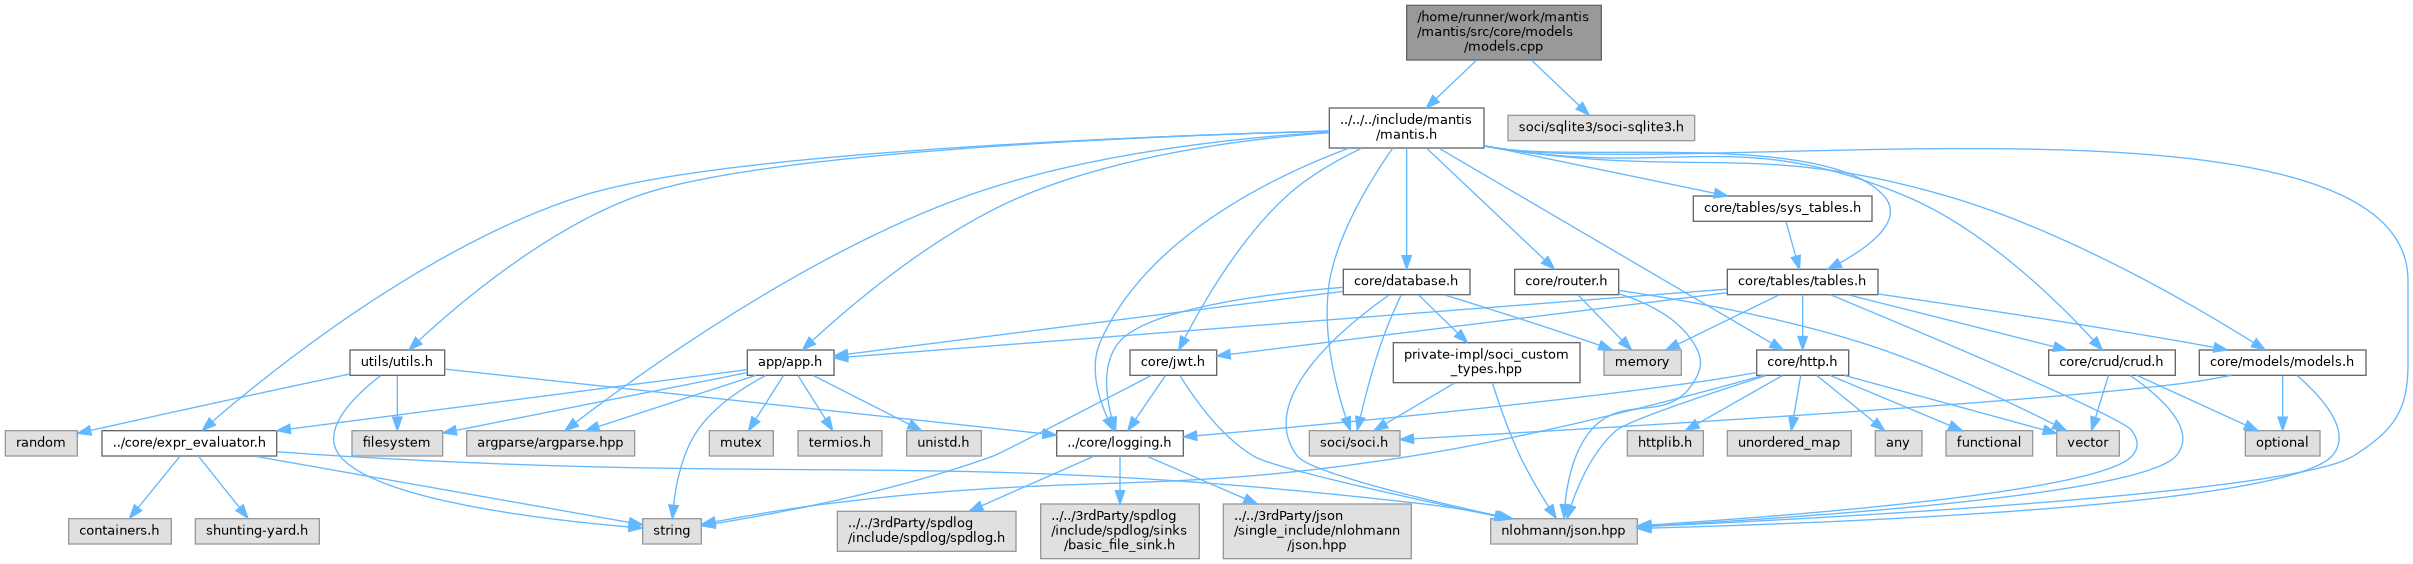 /home/runner/work/mantis
/mantis/src/core/models
/models.cpp
../../../include/mantis
/mantis.h
soci/sqlite3/soci-sqlite3.h
core/tables/sys_tables.h
core/database.h
core/router.h
core/tables/tables.h
utils/utils.h
app/app.h
core/jwt.h
private-impl/soci_custom
_types.hpp
memory
core/http.h
core/crud/crud.h
core/models/models.h
random
../core/expr_evaluator.h
filesystem
argparse/argparse.hpp
mutex
termios.h
unistd.h
../core/logging.h
soci/soci.h
httplib.h
unordered_map
any
functional
vector
optional
containers.h
shunting-yard.h
string
../../3rdParty/spdlog
/include/spdlog/spdlog.h
../../3rdParty/spdlog
/include/spdlog/sinks
/basic_file_sink.h
../../3rdParty/json
/single_include/nlohmann
/json.hpp
nlohmann/json.hpp